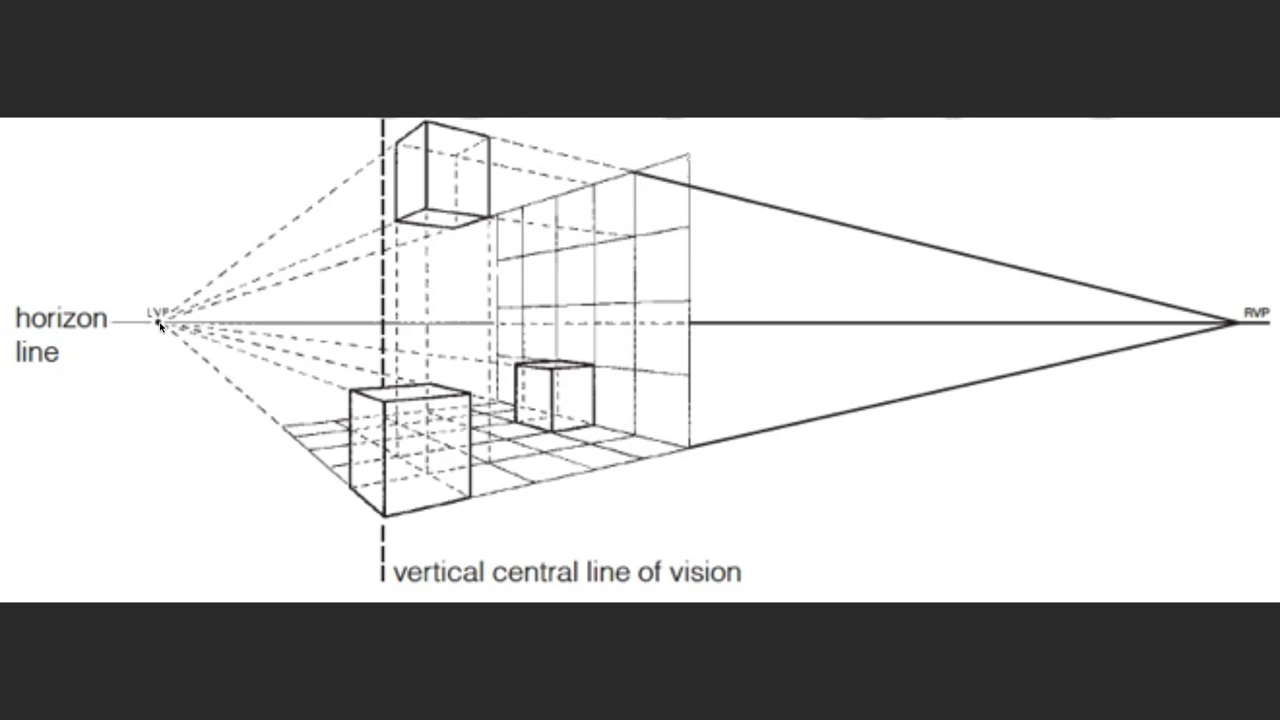 LVP
horizon
line
RVP
vertical central line of vision